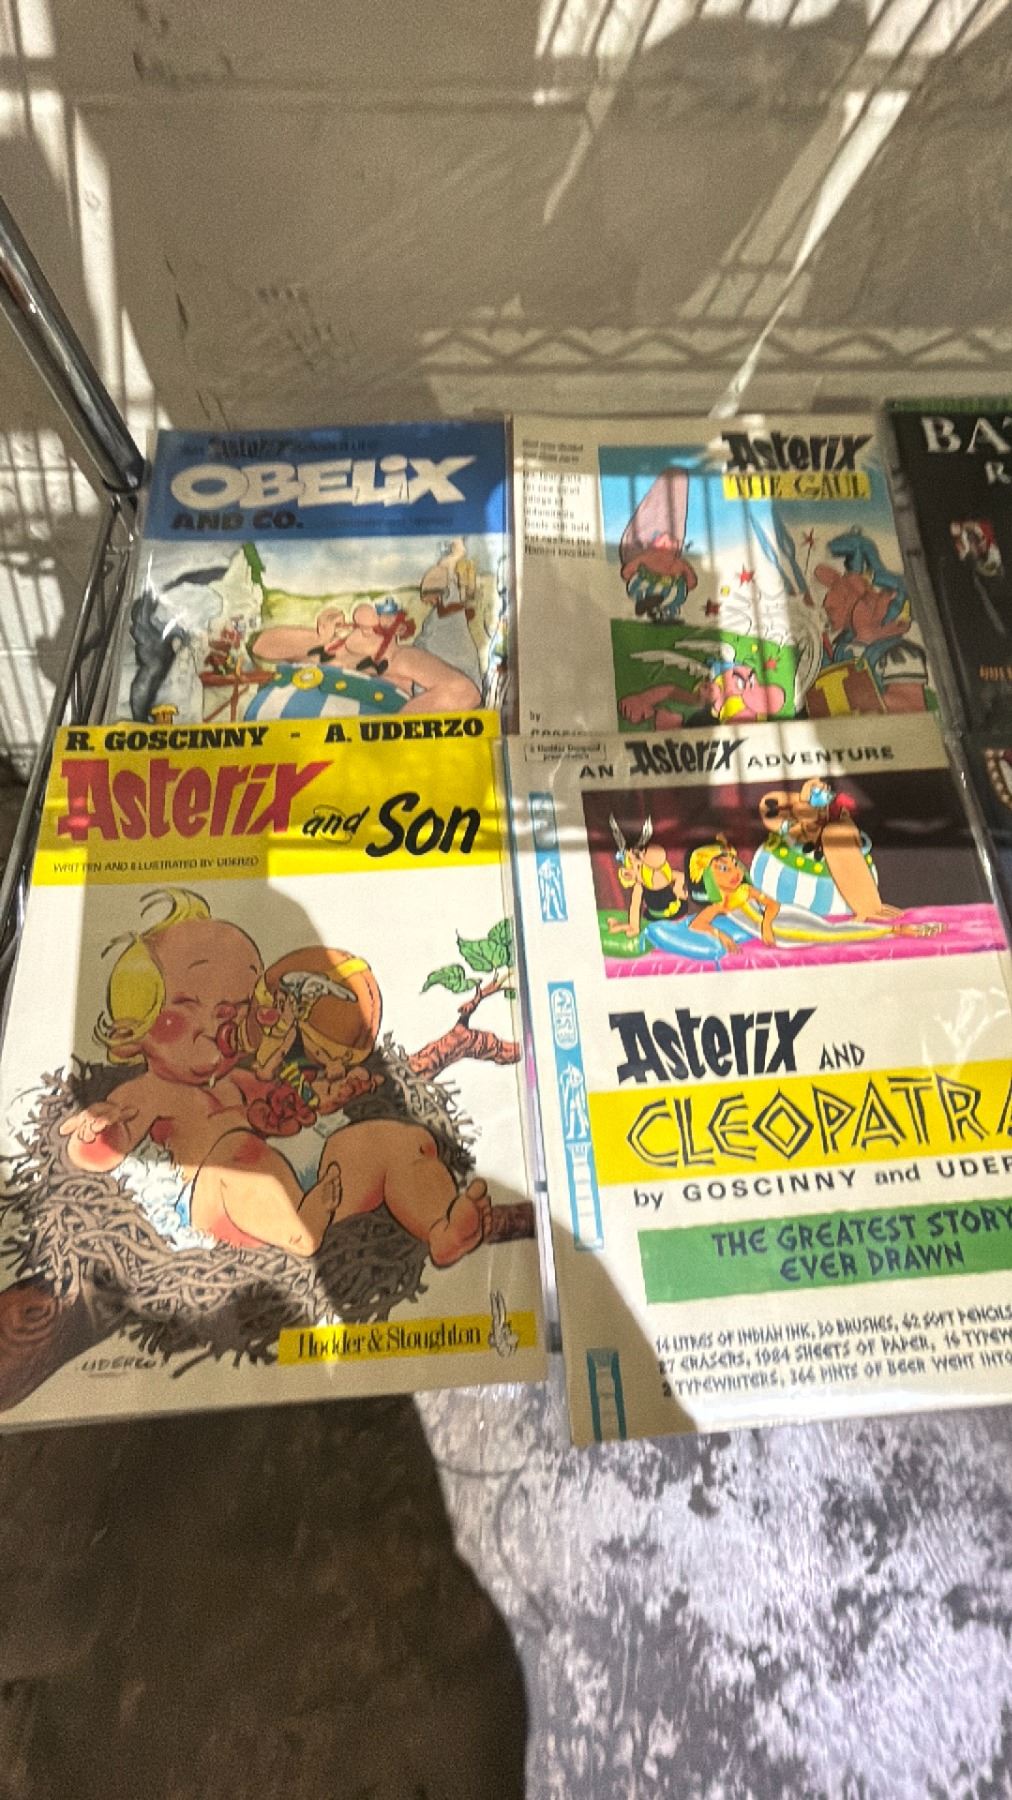 OBELIX
AND CO.
Asterix
THE GAUL
by
R. GOSCINNY - A. UDERZO
Asterix and Son
WRITTEN AND ILLUSTRATED BY UDERZO
UDERZO
Hodder & Stoughton
AN Asterix ADVENTURE
Asterix AND
CLEOPATRA
by GOSCINNY and UDER
THE GREATEST STORY
EVER DRAWN
14 LITRES OF INDIAN INK, 30 BRUSHES, 62 SOFT PENCILS
27 ERASERS, 1984 SHEETS OF PAPER, 16 TYPEW
2 TYPEWRITERS, 366 PINTS OF BEER WENT INTO
BA
R